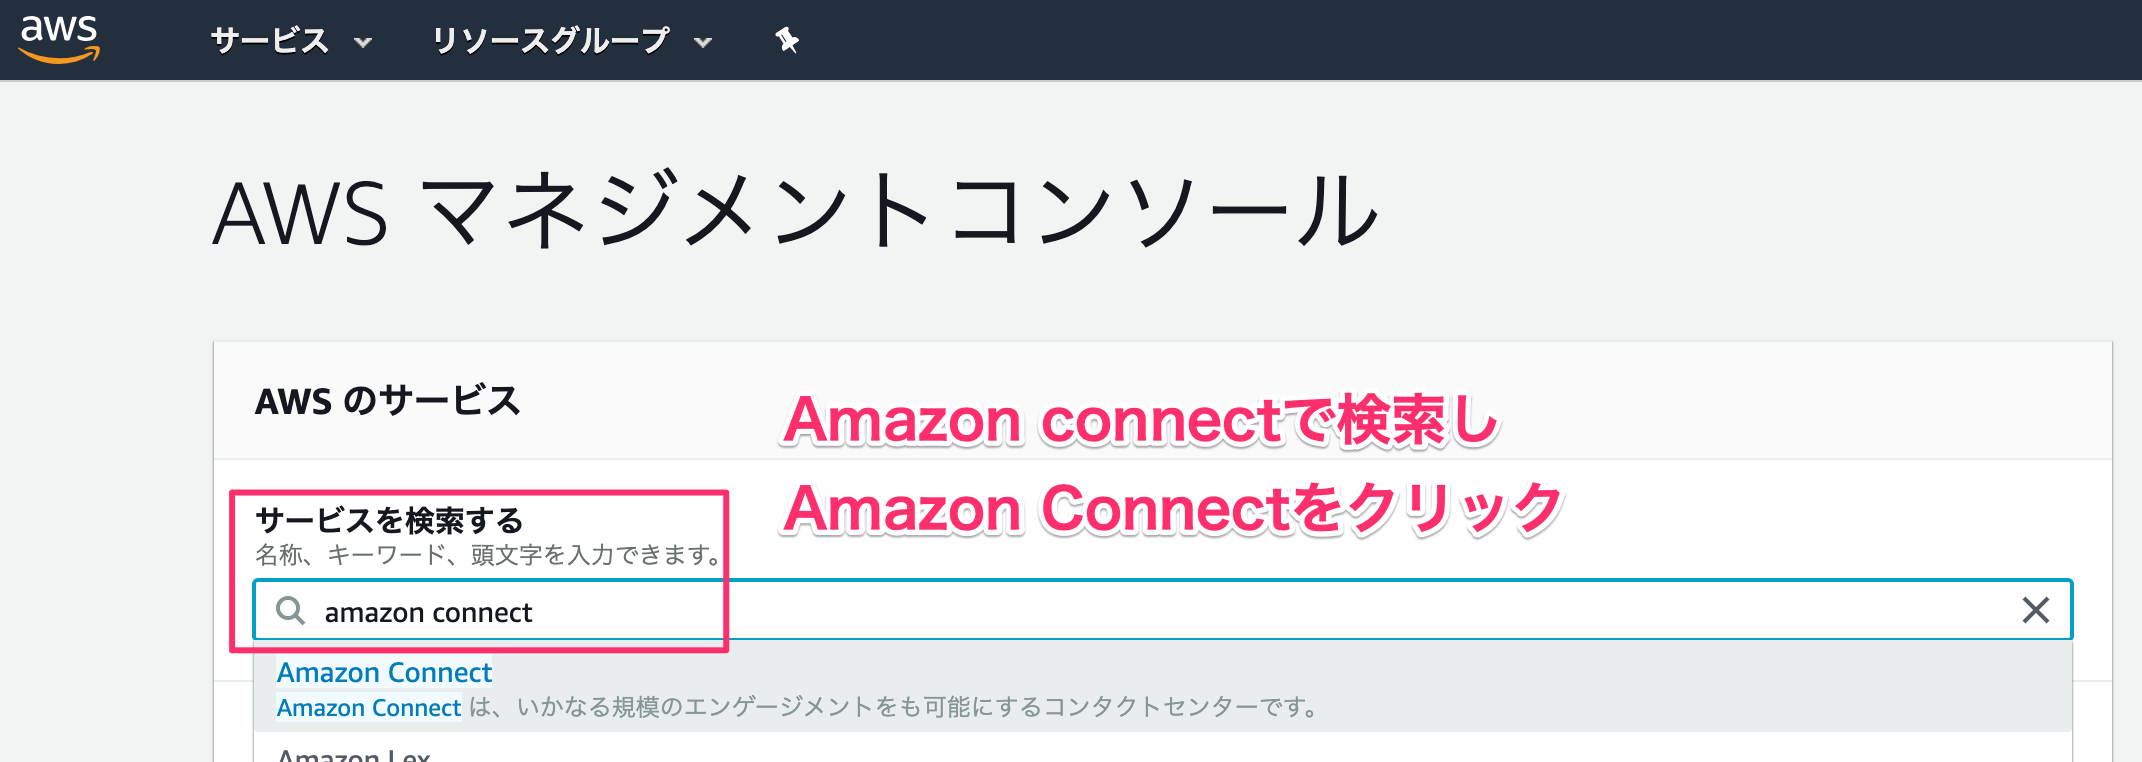 aws サービス リソースグループ
AWS マネジメントコンソール
AWS のサービス
Amazon connectで検索し
Amazon Connectをクリック
サービスを検索する
名称、キーワード、頭文字を入力できます。
amazon connect
Amazon Connect
Amazon Connect は、いかなる規模のエンゲージメントをも可能にするコンタクトセンターです。
Amazon Lex